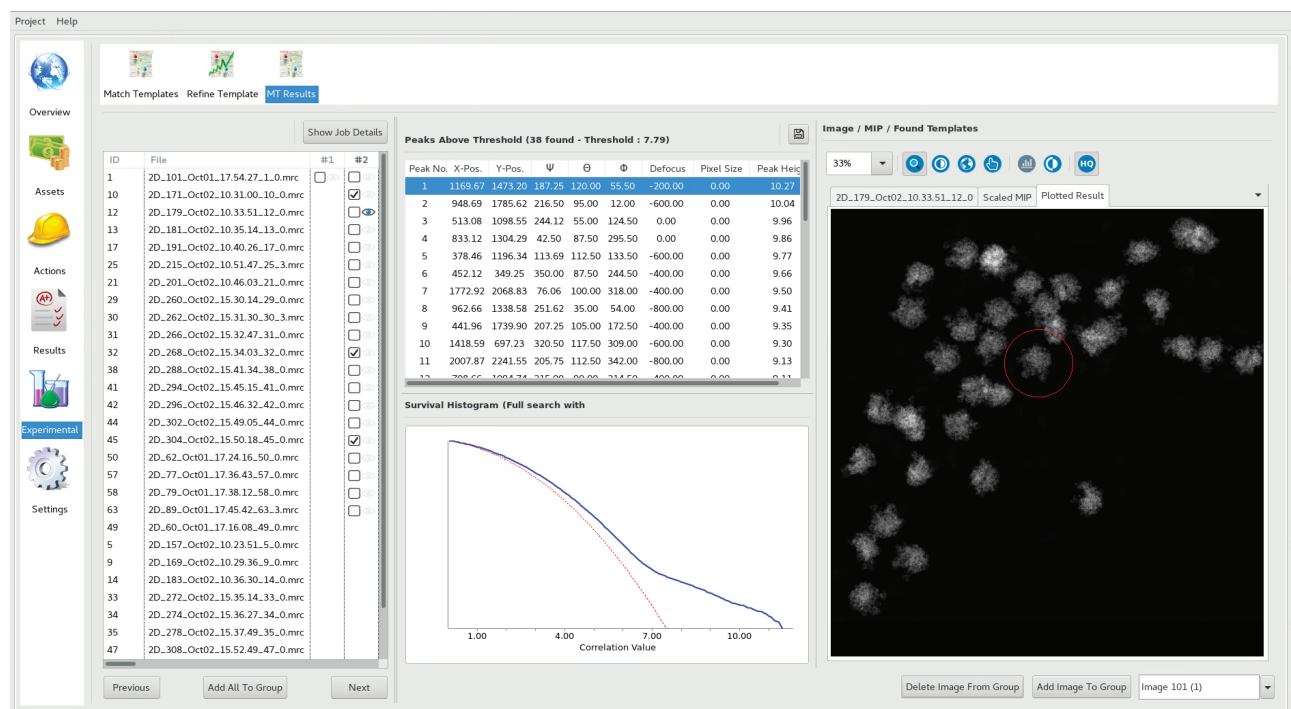 Project Help
Overview
Assets
Actions
Results
Experimental
Settings
Match Templates Refine Template MT Results
Show Job Details
ID File #1 #2
1 2D_101_Oct01_17.54.27_1_0.mrc
10 2D_171_Oct02_10.31.00_10_0.mrc
12 2D_179_Oct02_10.33.51_12_0.mrc
13 2D_181_Oct02_10.35.14_13_0.mrc
17 2D_191_Oct02_10.40.26_17_0.mrc
25 2D_215_Oct02_10.51.47_25_3.mrc
21 2D_201_Oct02_10.46.03_21_0.mrc
29 2D_260_Oct02_15.30.14_29_0.mrc
30 2D_262_Oct02_15.31.30_30_3.mrc
31 2D_266_Oct02_15.32.47_31_0.mrc
32 2D_268_Oct02_15.34.03_32_0.mrc
38 2D_288_Oct02_15.41.34_38_0.mrc
41 2D_294_Oct02_15.45.15_41_0.mrc
42 2D_296_Oct02_15.46.32_42_0.mrc
44 2D_302_Oct02_15.49.05_44_0.mrc
45 2D_304_Oct02_15.50.18_45_0.mrc
50 2D_62_Oct01_17.24.16_50_0.mrc
57 2D_77_Oct01_17.36.43_57_0.mrc
58 2D_79_Oct01_17.38.12_58_0.mrc
63 2D_89_Oct01_17.45.42_63_3.mrc
49 2D_60_Oct01_17.16.08_49_0.mrc
5 2D_157_Oct02_10.23.51_5_0.mrc
9 2D_169_Oct02_10.29.36_9_0.mrc
14 2D_183_Oct02_10.36.30_14_0.mrc
33 2D_272_Oct02_15.35.14_33_0.mrc
34 2D_274_Oct02_15.36.27_34_0.mrc
35 2D_278_Oct02_15.37.49_35_0.mrc
47 2D_308_Oct02_15.52.49_47_0.mrc
Previous Add All To Group Next
Peaks Above Threshold (38 found - Threshold : 7.79)
Peak No. X-Pos. Y-Pos. Ψ Θ Φ Defocus Pixel Size Peak Heig
1 1169.67 1473.20 187.25 120.00 55.50 -200.00 0.00 10.27
2 948.69 1785.62 216.50 95.00 12.00 -600.00 0.00 10.04
3 513.08 1098.55 244.12 55.00 124.50 0.00 0.00 9.96
4 833.12 1304.29 42.50 87.50 295.50 0.00 0.00 9.86
5 378.46 1196.34 113.69 112.50 133.50 -600.00 0.00 9.77
6 452.12 349.25 350.00 87.50 244.50 -400.00 0.00 9.66
7 1772.92 2068.83 76.06 100.00 318.00 -400.00 0.00 9.50
8 962.66 1338.58 251.62 35.00 54.00 -800.00 0.00 9.41
9 441.96 1739.90 207.25 105.00 172.50 -400.00 0.00 9.35
10 1418.59 697.23 320.50 117.50 309.00 -600.00 0.00 9.30
11 2007.87 2241.55 205.75 112.50 342.00 -800.00 0.00 9.13
Survival Histogram (Full search with
1.00 4.00 7.00 10.00
Correlation Value
Image / MIP / Found Templates
33% HQ
2D_179_Oct02_10.33.51_12_0 Scaled MIP Plotted Result
Delete Image From Group Add Image To Group Image 101 (1)